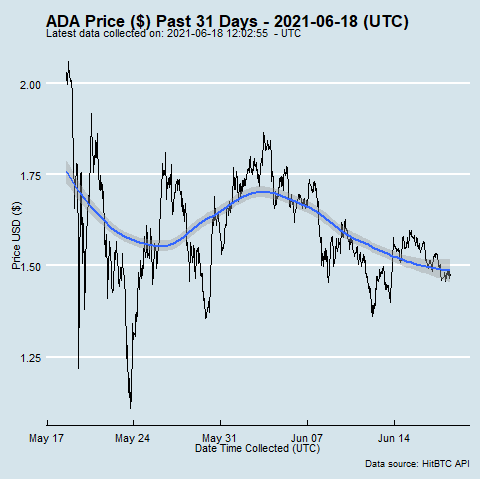 ADA Price ($) Past 31 Days - 2021-06-18 (UTC)
Latest data collected on: 2021-06-18 12:02:55  - UTC
Price USD ($)
2.00
1.75
1.50
1.25
May 17
May 24
May 31
Jun 07
Jun 14
Date Time Collected (UTC)
Data source: HitBTC API